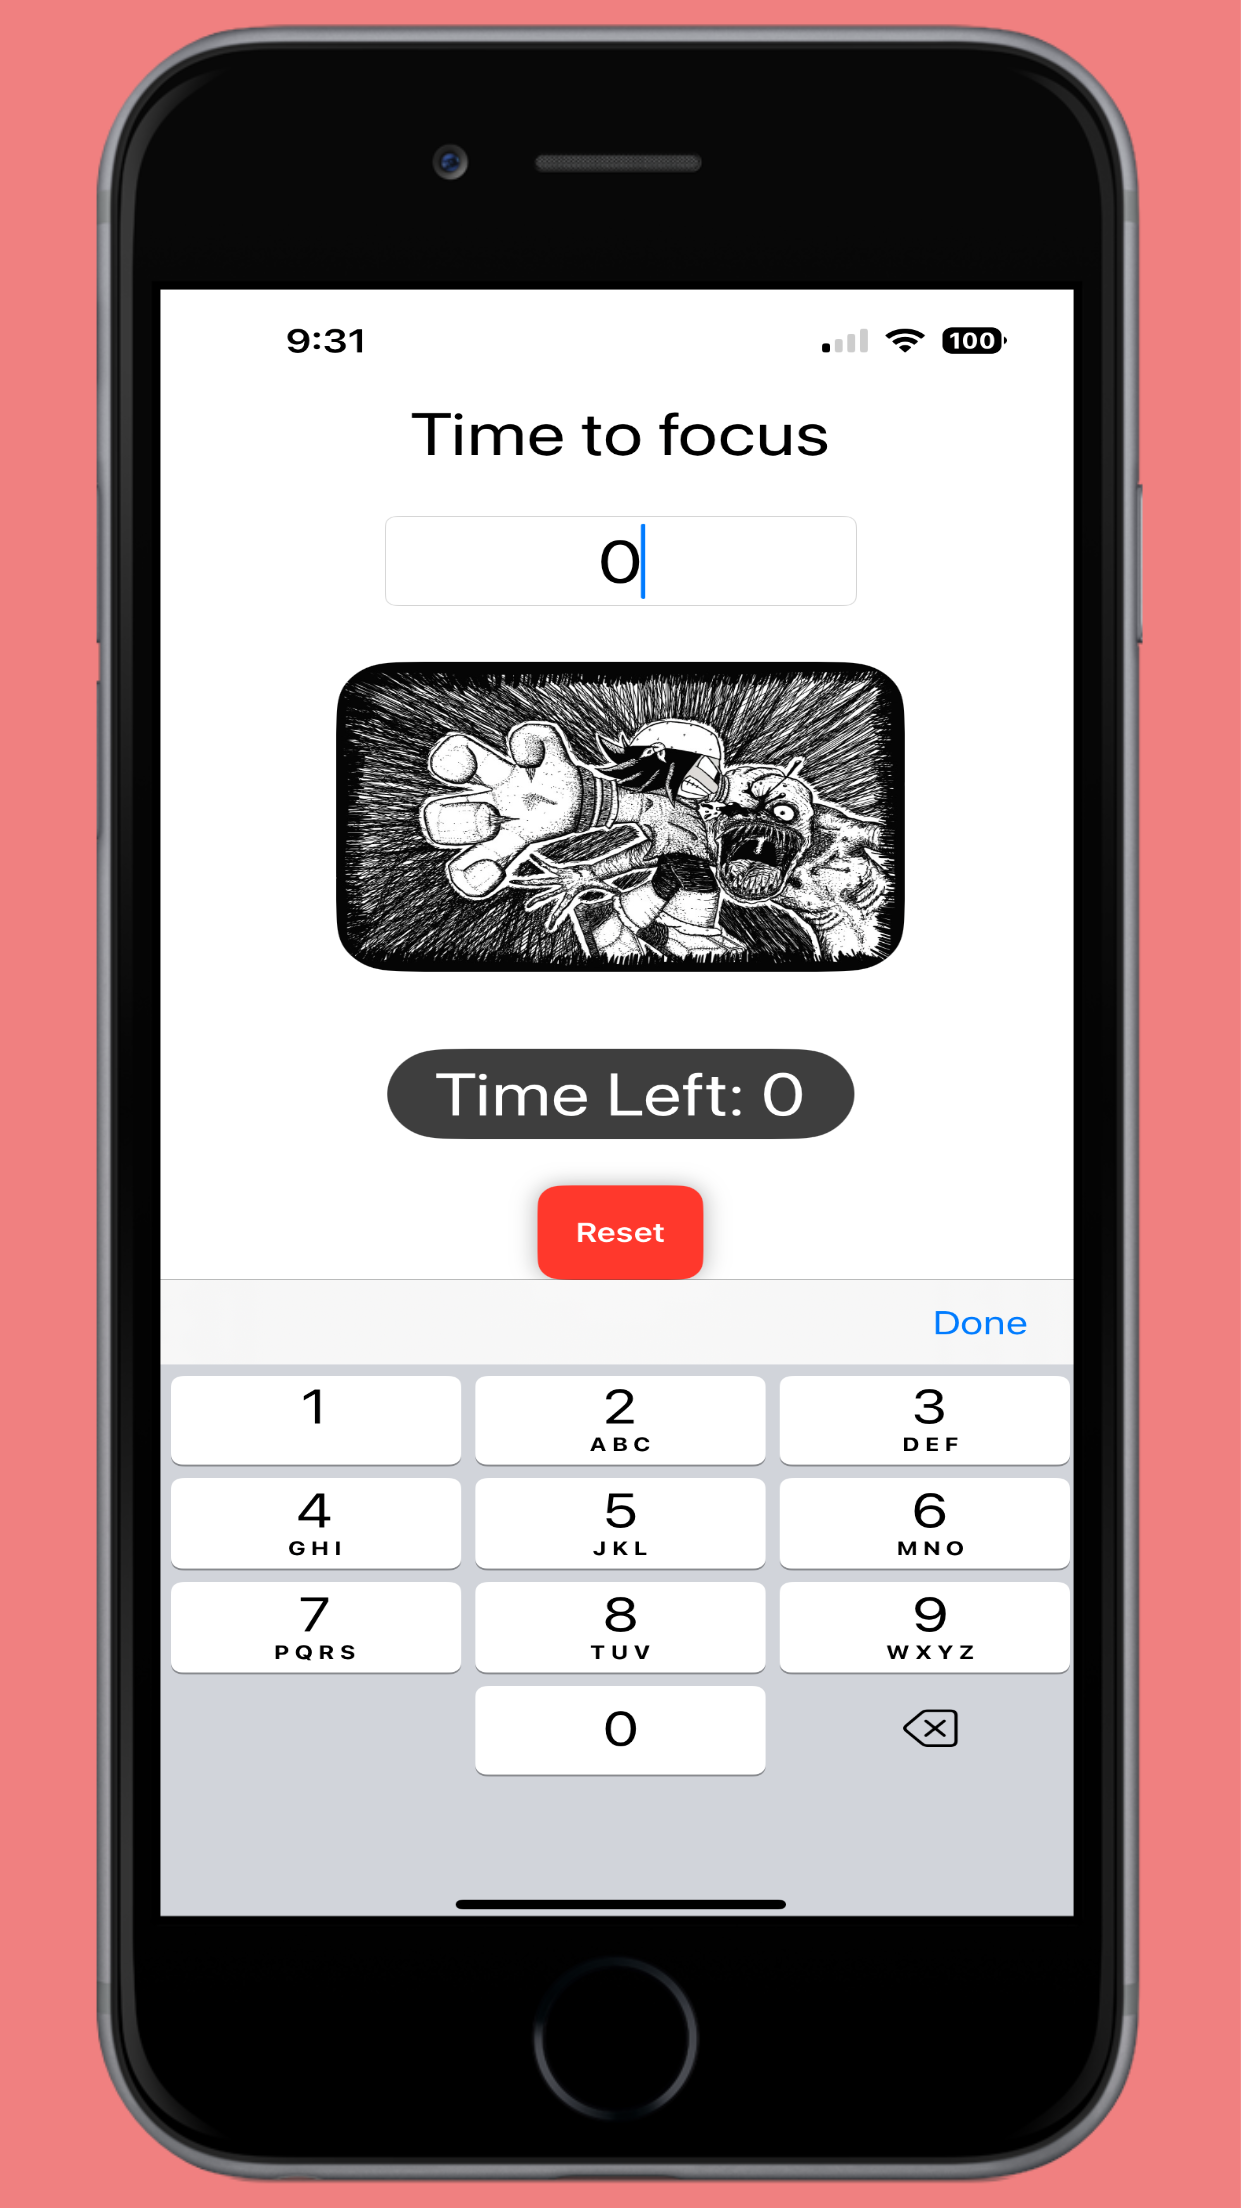 9:31
100
Time to focus
0
Time Left: 0
Reset
Done
1 2 3
ABC DEF
4 5 6
GHI JKL MNO
7 8 9
PQRS TUV WXYZ
0